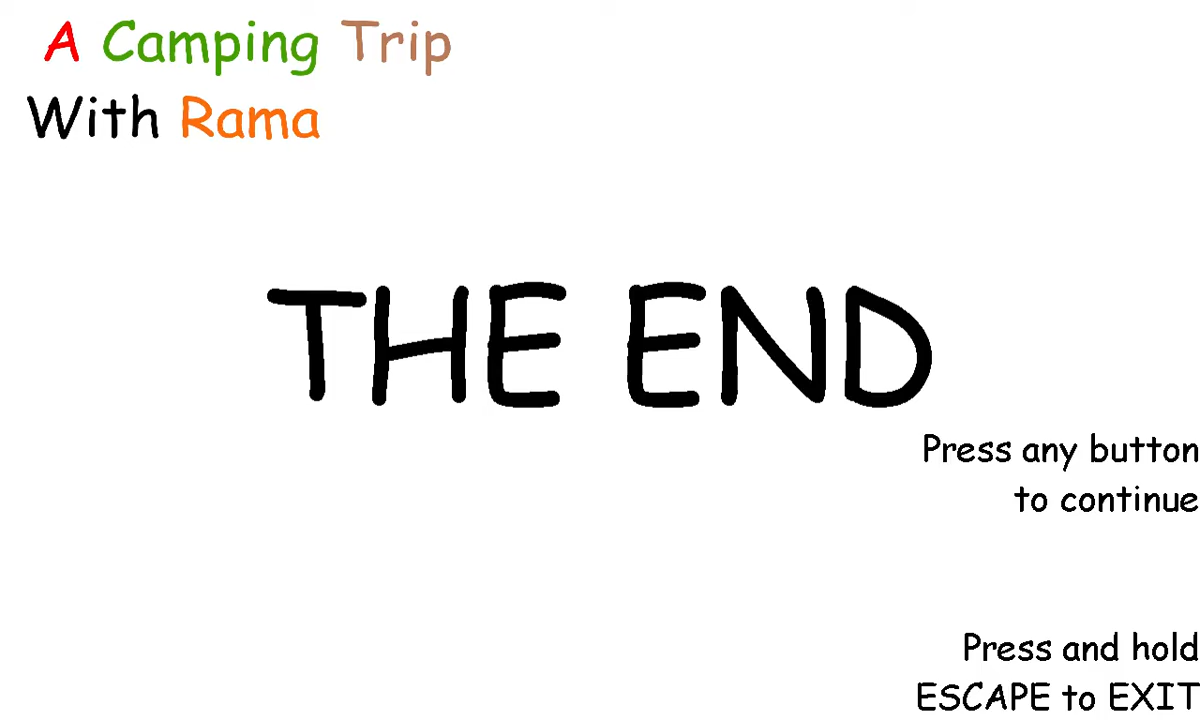 A Camping Trip
With Rama
THE END
Press any button
to continue
Press and hold
ESCAPE to EXIT